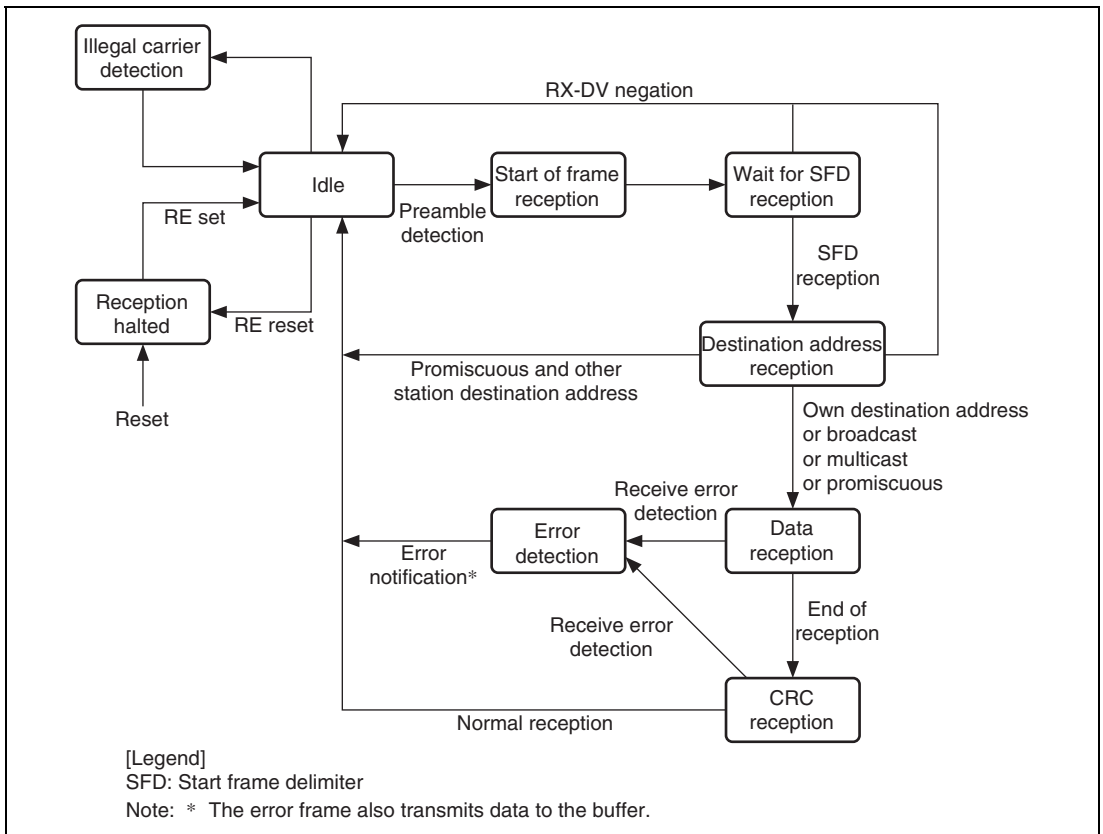 Illegal carrier
detection
RX-DV negation
Idle
Start of frame
reception
Wait for SFD
reception
Preamble
detection
RE set
SFD
reception
Reception
halted
RE reset
Destination address
reception
Promiscuous and other
station destination address
Reset
Own destination address
or broadcast
or multicast
or promiscuous
Receive error
detection
Error
detection
Data
reception
Error
notification*
End of
reception
Receive error
detection
CRC
reception
Normal reception
[Legend]
SFD: Start frame delimiter
Note: * The error frame also transmits data to the buffer.